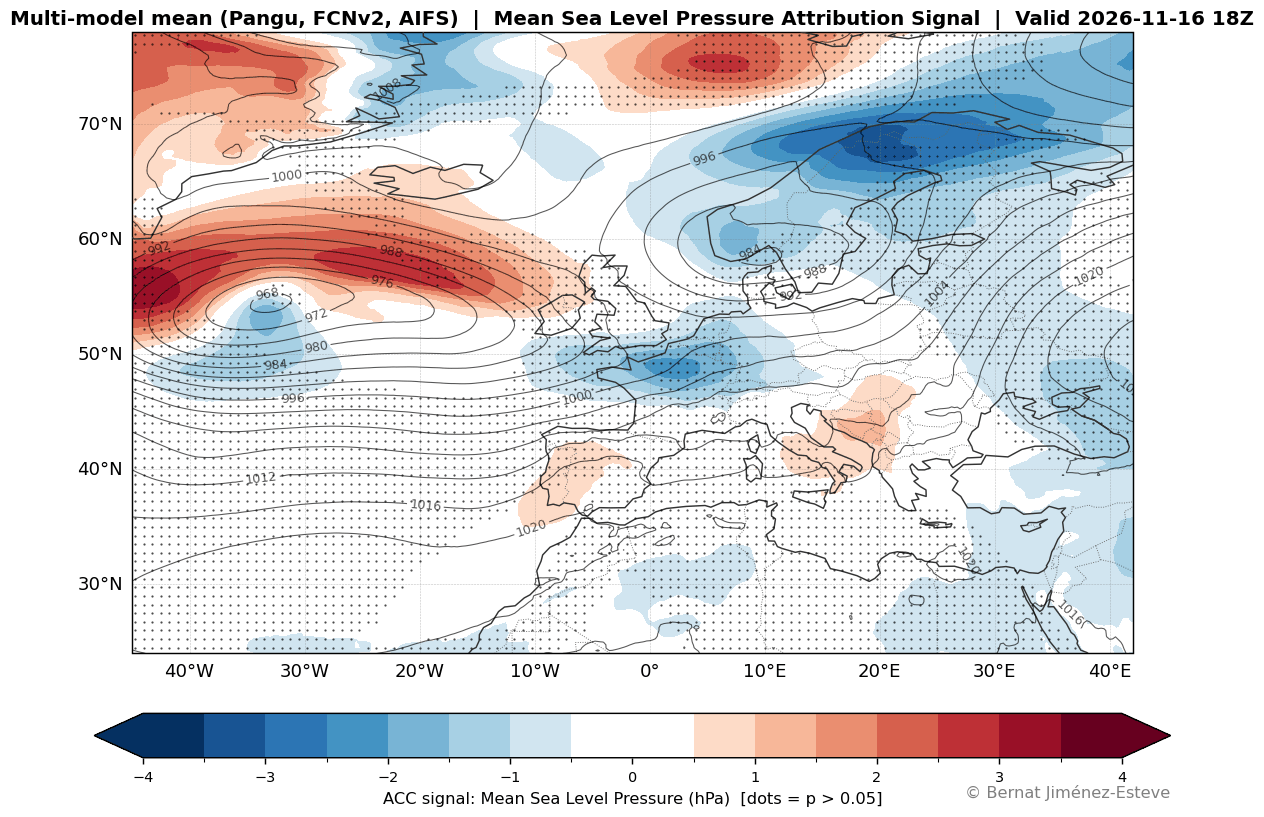 Multi-model mean (Pangu, FCNv2, AIFS) | Mean Sea Level Pressure Attribution Signal | Valid 2026-11-16 18Z
70°N
60°N
50°N
40°N
30°N
1008
1000
996
992
988
984
976
988
968
992
972
1004
1020
980
984
996
1000
1012
1016
1020
1020
1016
40°W 30°W 20°W 10°W 0° 10°E 20°E 30°E 40°E
−4 −3 −2 −1 0 1 2 3 4
ACC signal: Mean Sea Level Pressure (hPa) [dots = p > 0.05]
© Bernat Jiménez-Esteve